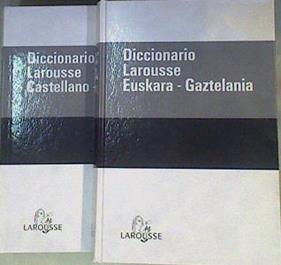 Diccionario
Larousse
Castellano -
LAROUSSE
Diccionario
Larousse
Euskara - Gaztelania
LAROUSSE